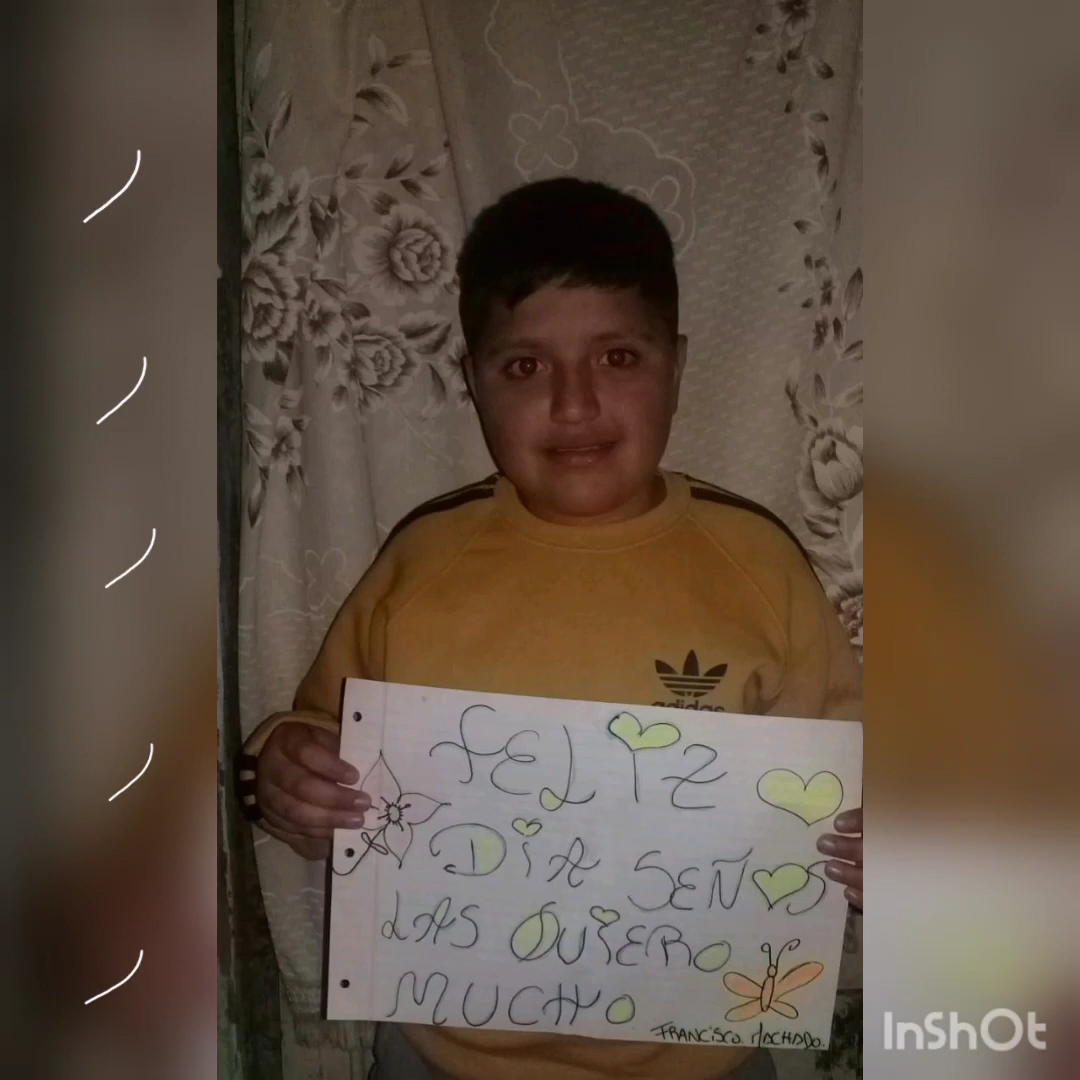 adidas
FELIZ
DIA SEÑOS
LAS QUIERO
MUCHO
FRANCISCO MACHADO.
InShOt